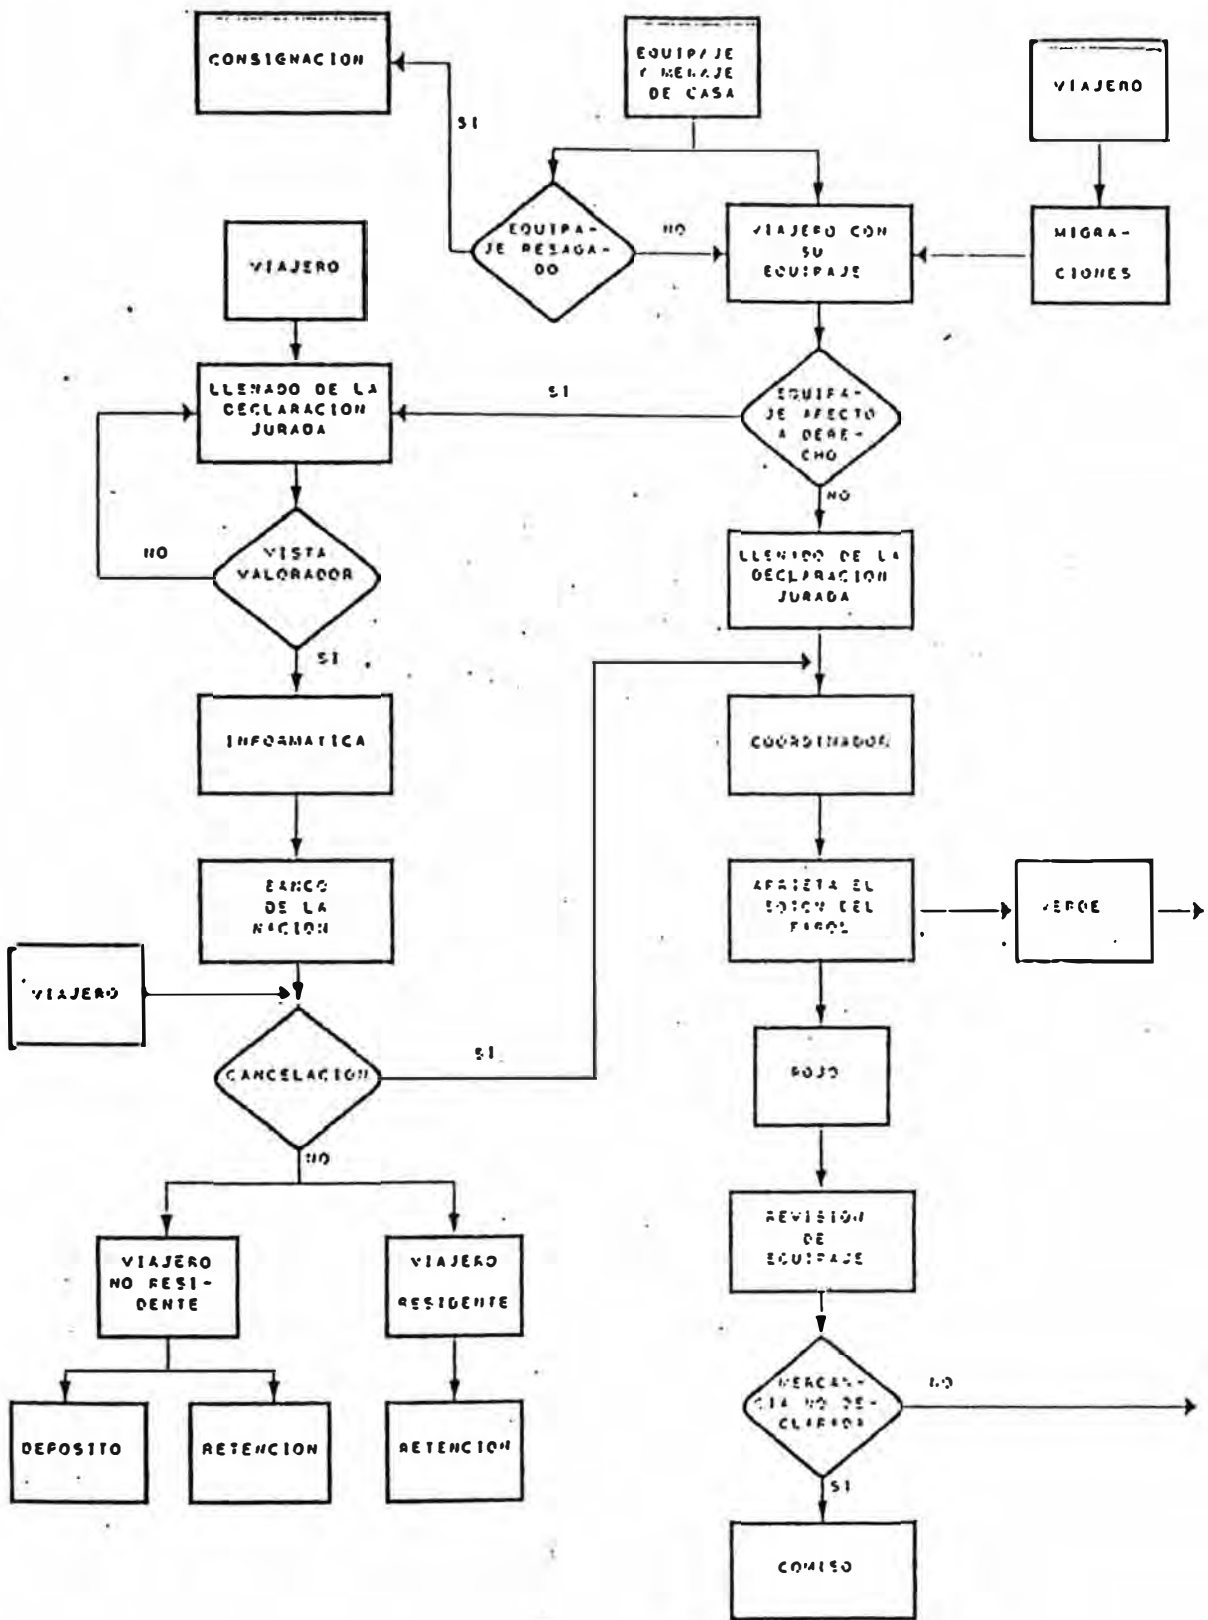 CONSIGNACION
EQUIPAJE
Y MENAJE
DE CASA
VIAJERO
SI
EQUIPA-
JE RESAGA-
DO
NO
VIAJERO CON
SU
EQUIPAJE
MIGRA-
CIONES
VIAJERO
LLENADO DE LA
DECLARACION
JURADA
SI
EQUIPA-
JE AFECTO
A DERE-
CHO
NO
NO
VISTA
VALORADOR
LLENADO DE LA
DECLARACION
JURADA
SI
INFORMATICA
COORDINADOR
BANCO
DE LA
NACION
APRIETA EL
BOTON DEL
FAROL
VERDE
VIAJERO
CANCELACION
SI
ROJO
NO
REVISION
DE
EQUIPAJE
VIAJERO
NO RESI-
DENTE
VIAJERO
RESIDENTE
MERCAN-
CIA NO DE-
CLARADA
NO
DEPOSITO
RETENCION
RETENCION
SI
COMISO